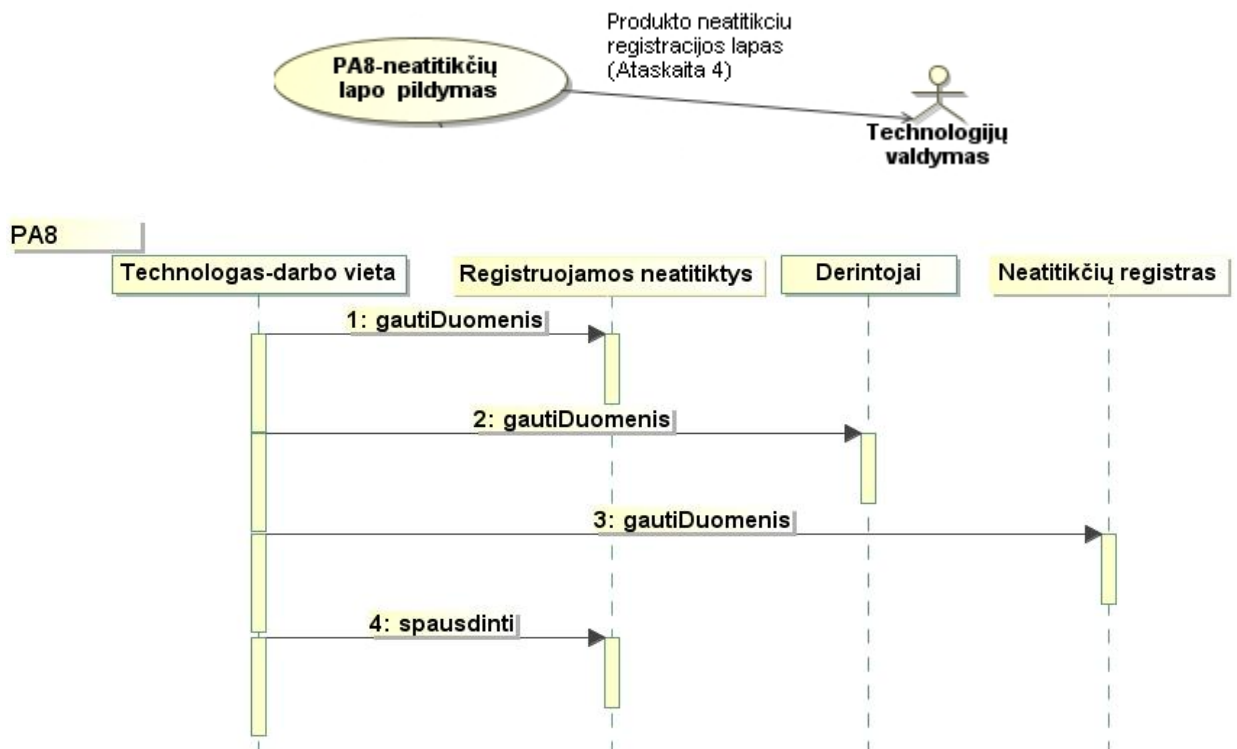 Produkto neatitikciu
registracijos lapas
(Ataskaita 4)
PA8-neatitikčių
lapo pildymas
Technologijų
valdymas
PA8
Technologas-darbo vieta
Registruojamos neatitiktys
Derintojai
Neatitikčių registras
1: gautiDuomenis
2: gautiDuomenis
3: gautiDuomenis
4: spausdinti